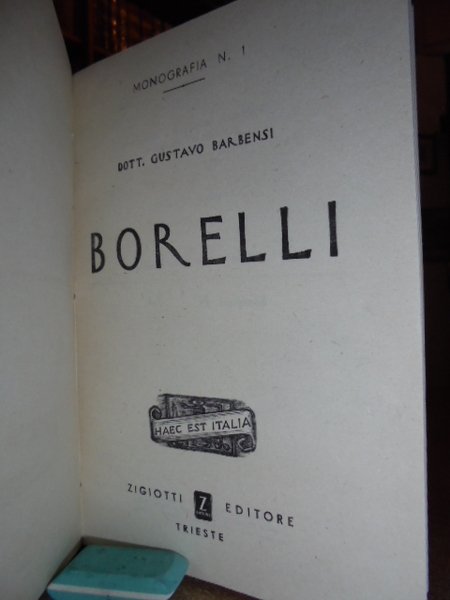 MONOGRAFIA N. 1
DOTT. GUSTAVO BARBENSI
BORELLI
HAEC EST ITALIA
ZIGIOTTI Z EDITORE
TRIESTE